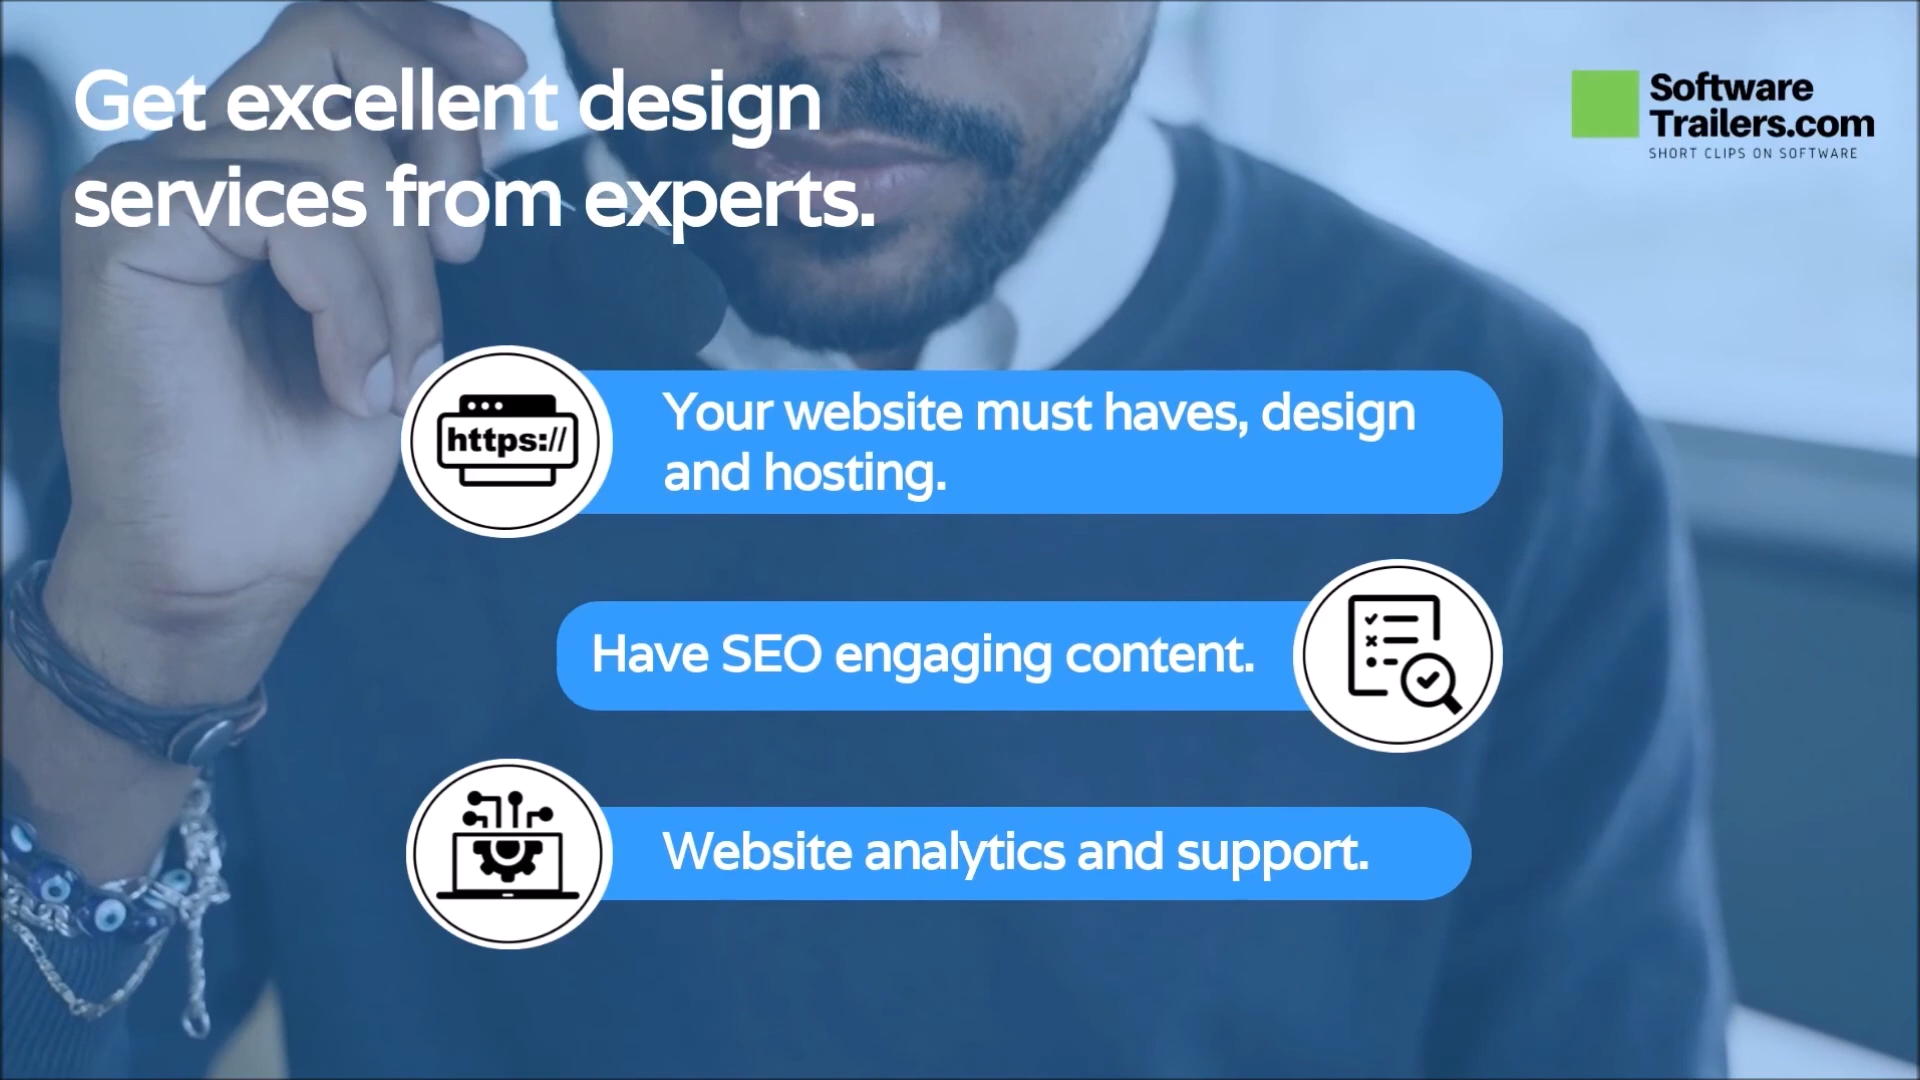 Get excellent design
services from experts.
Software
Trailers.com
SHORT CLIPS ON SOFTWARE
https://
Your website must haves, design
and hosting.
Have SEO engaging content.
Website analytics and support.